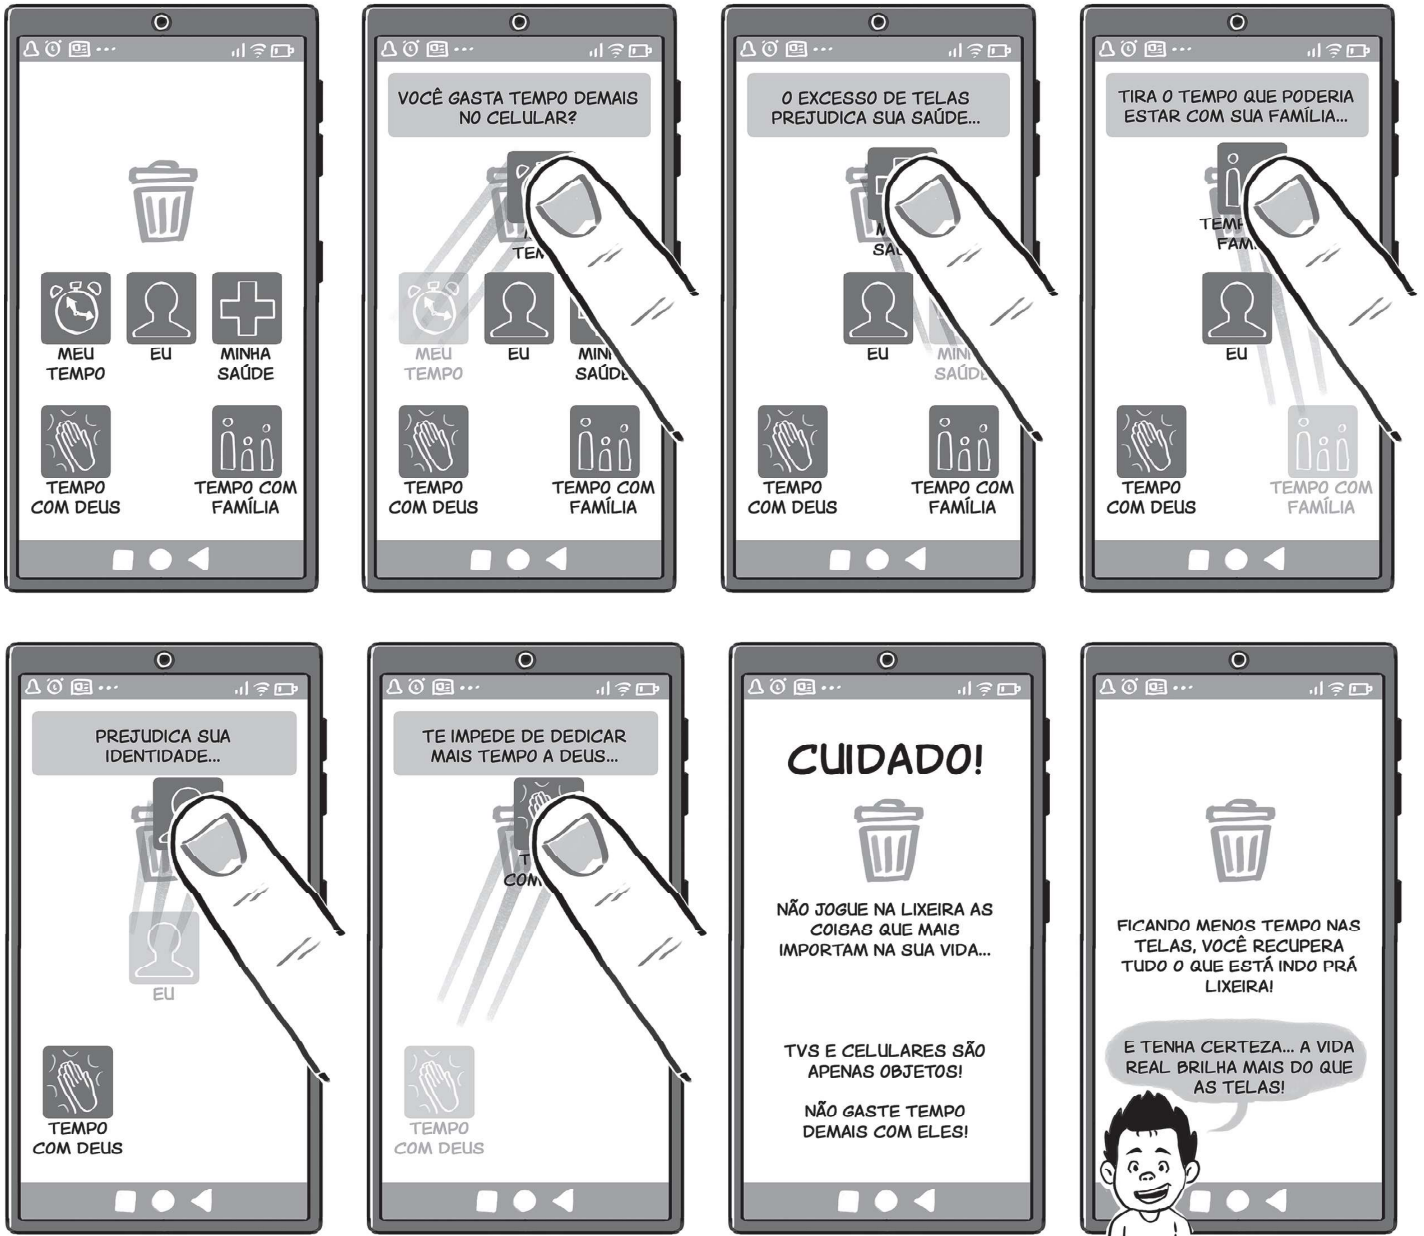 MEU
TEMPO
EU
MINHA
SAÚDE
TEMPO
COM DEUS
TEMPO COM
FAMÍLIA
VOCÊ GASTA TEMPO DEMAIS
NO CELULAR?
MEU
TEMPO
EU
TEMPO
COM DEUS
TEMPO COM
FAMÍLIA
O EXCESSO DE TELAS
PREJUDICA SUA SAÚDE...
EU
TEMPO
COM DEUS
TEMPO COM
FAMÍLIA
TIRA O TEMPO QUE PODERIA
ESTAR COM SUA FAMÍLIA...
EU
TEMPO
COM DEUS
TEMPO COM
FAMÍLIA
PREJUDICA SUA
IDENTIDADE...
EU
TEMPO
COM DEUS
TE IMPEDE DE DEDICAR
MAIS TEMPO A DEUS...
TEMPO
COM DEUS
CUIDADO!
NÃO JOGUE NA LIXEIRA AS
COISAS QUE MAIS
IMPORTAM NA SUA VIDA...
TVS E CELULARES SÃO
APENAS OBJETOS!
NÃO GASTE TEMPO
DEMAIS COM ELES!
FICANDO MENOS TEMPO NAS
TELAS, VOCÊ RECUPERA
TUDO O QUE ESTÁ INDO PRÁ
LIXEIRA!
E TENHA CERTEZA... A VIDA
REAL BRILHA MAIS DO QUE
AS TELAS!